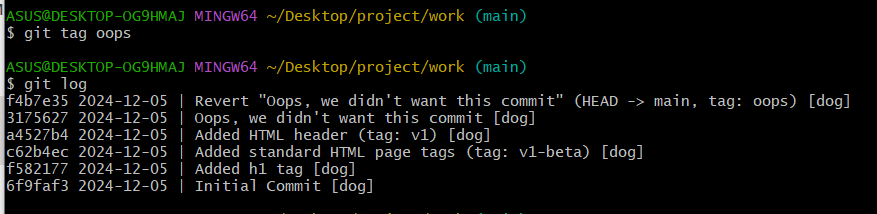 ASUS@DESKTOP-OG9HMAJ MINGW64 ~/Desktop/project/work (main)
$ git tag oops
ASUS@DESKTOP-OG9HMAJ MINGW64 ~/Desktop/project/work (main)
$ git log
f4b7e35 2024-12-05 | Revert "Oops, we didn't want this commit" (HEAD -> main, tag: oops) [dog]
3175627 2024-12-05 | Oops, we didn't want this commit [dog]
a4527b4 2024-12-05 | Added HTML header (tag: v1) [dog]
c62b4ec 2024-12-05 | Added standard HTML page tags (tag: v1-beta) [dog]
f582177 2024-12-05 | Added h1 tag [dog]
6f9faf3 2024-12-05 | Initial Commit [dog]